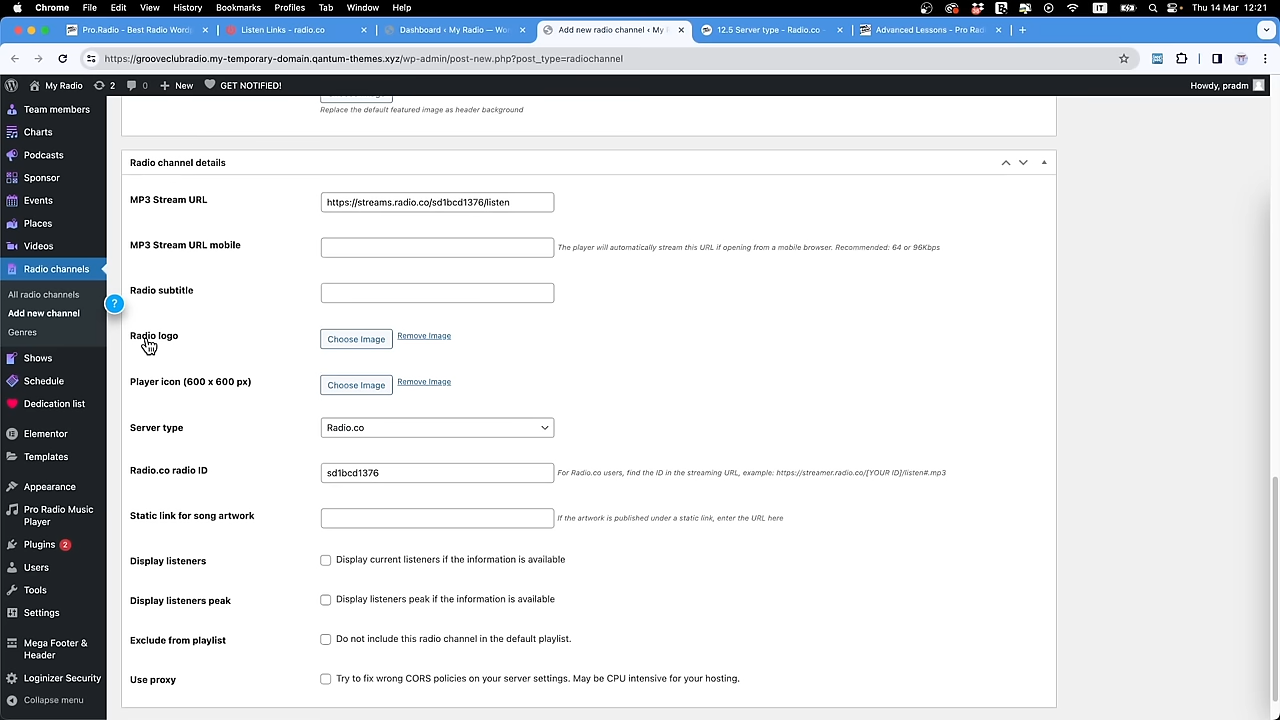 Chrome File Edit View History Bookmarks Profiles Tab Window Help IT Thu 14 Mar 12:21
Pro.Radio - Best Radio Words Listen Links - radio.co Dashboard ‹ My Radio — Wo Add new radio channel ‹ My 12.5 Server type - Radio.co - Advanced Lessons - Pro Rad
https://grooveclubradio.my-temporary-domain.qantum-themes.xyz/wp-admin/post-new.php?post_type=radiochannel
My Radio 2 0 + New GET NOTIFIED! Howdy, pradm
Team members
Charts
Podcasts
Sponsor
Events
Places
Videos
Radio channels
All radio channels
Add new channel
Genres
Shows
Schedule
Dedication list
Elementor
Templates
Appearance
Pro Radio Music
Player
Plugins 2
Users
Tools
Settings
Mega Footer &
Header
Loginizer Security
Collapse menu
?
Replace the default featured image as header background
Radio channel details
MP3 Stream URL https://streams.radio.co/sd1bcd1376/listen
MP3 Stream URL mobile The player will automatically stream this URL if opening from a mobile browser. Recommended: 64 or 96Kbps
Radio subtitle
Radio logo Choose Image Remove Image
Player icon (600 x 600 px) Choose Image Remove Image
Server type Radio.co
Radio.co radio ID sd1bcd1376 For Radio.co users, find the ID in the streaming URL, example: https://streamer.radio.co/[YOUR ID]/listen#.mp3
Static link for song artwork If the artwork is published under a static link, enter the URL here
Display listeners Display current listeners if the information is available
Display listeners peak Display listeners peak if the information is available
Exclude from playlist Do not include this radio channel in the default playlist.
Use proxy Try to fix wrong CORS policies on your server settings. May be CPU intensive for your hosting.